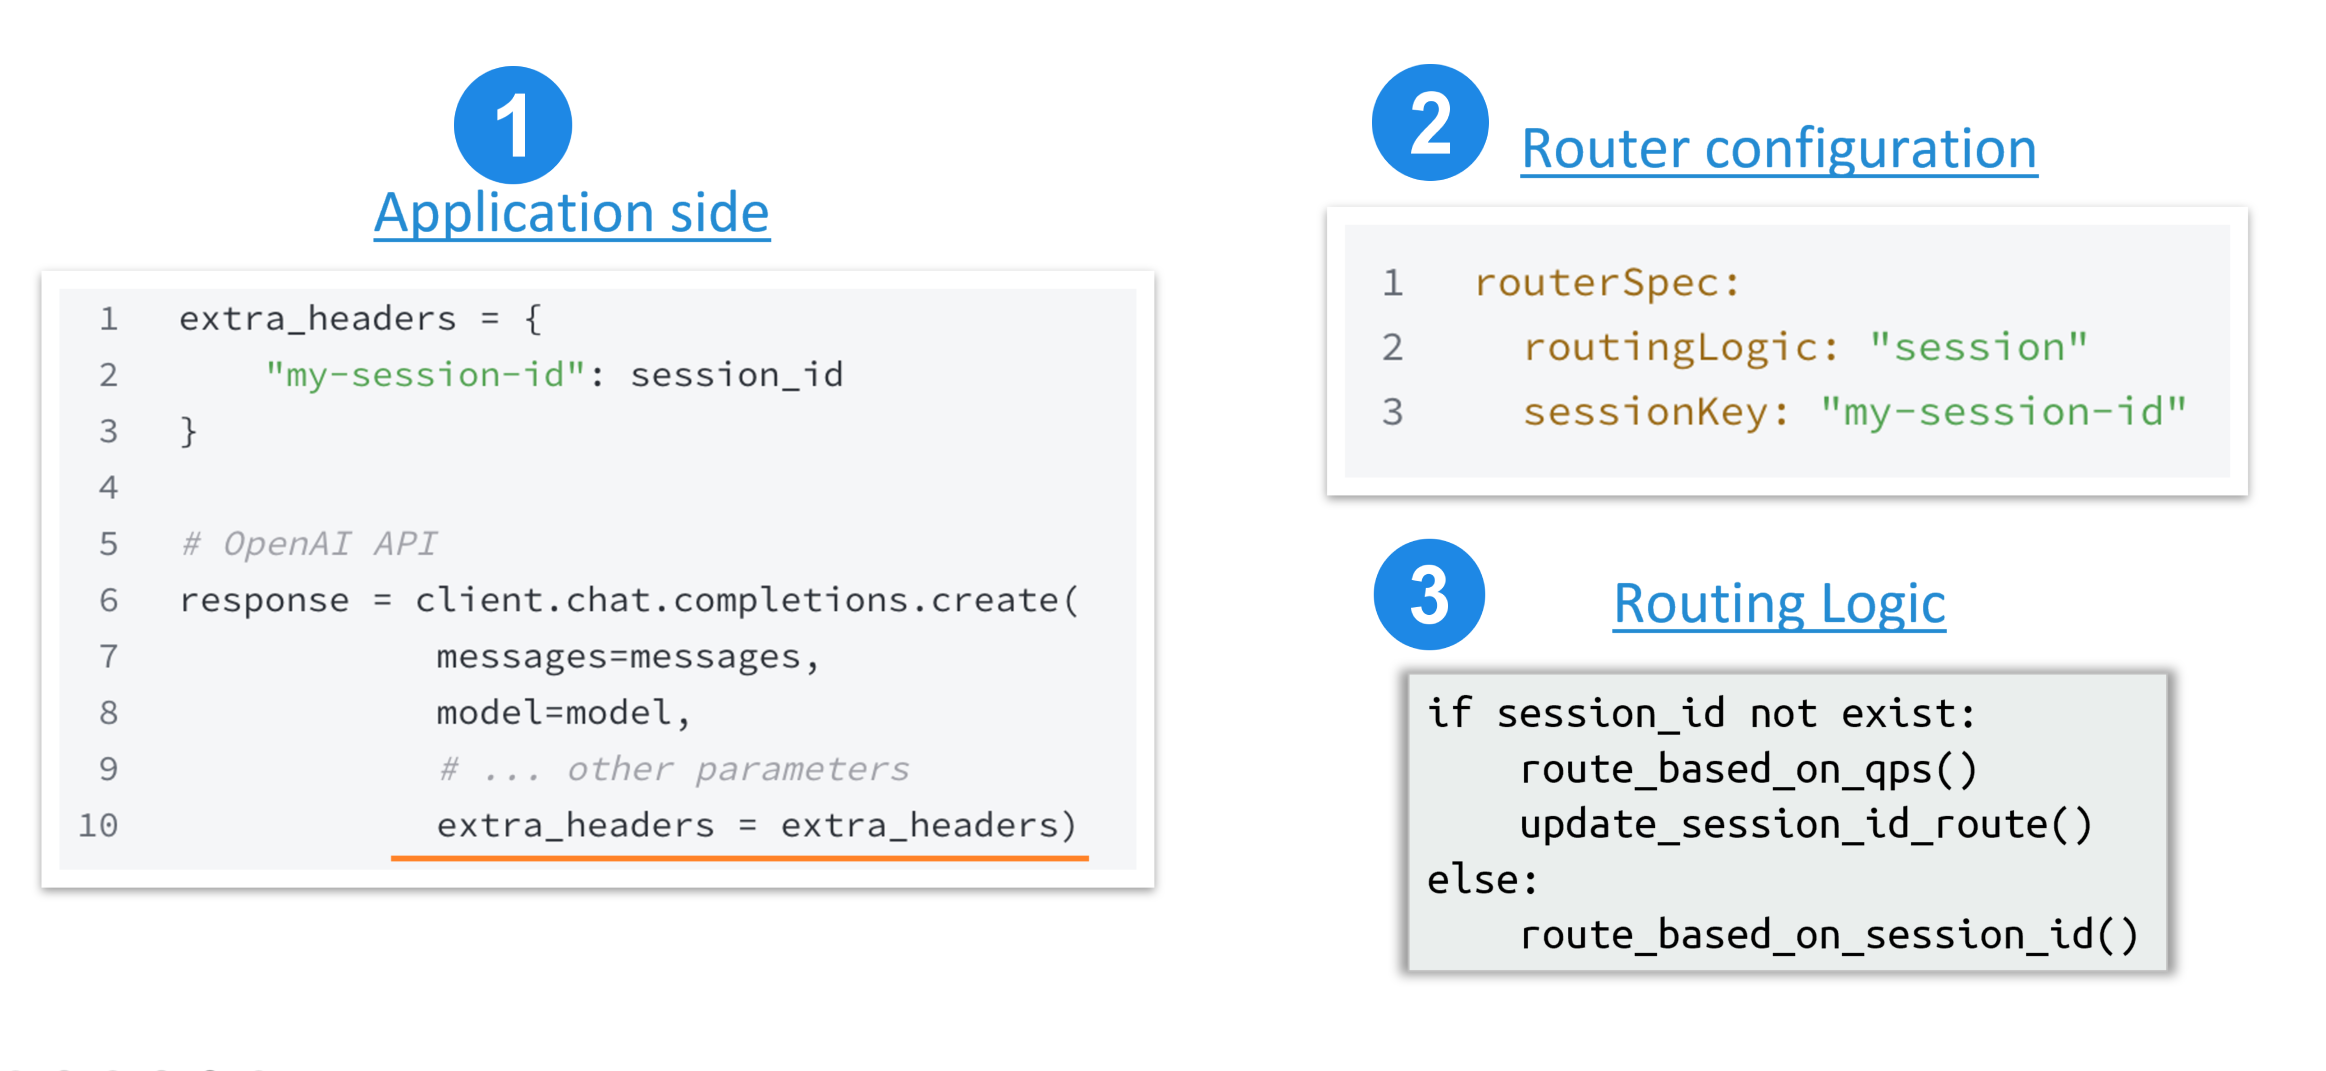 1
Application side
1 extra_headers = {
2 "my-session-id": session_id
3 }
4
5 # OpenAI API
6 response = client.chat.completions.create(
7 messages=messages,
8 model=model,
9 # ... other parameters
10 extra_headers = extra_headers)
2 Router configuration
1 routerSpec:
2 routingLogic: "session"
3 sessionKey: "my-session-id"
3 Routing Logic
if session_id not exist:
route_based_on_qps()
update_session_id_route()
else:
route_based_on_session_id()